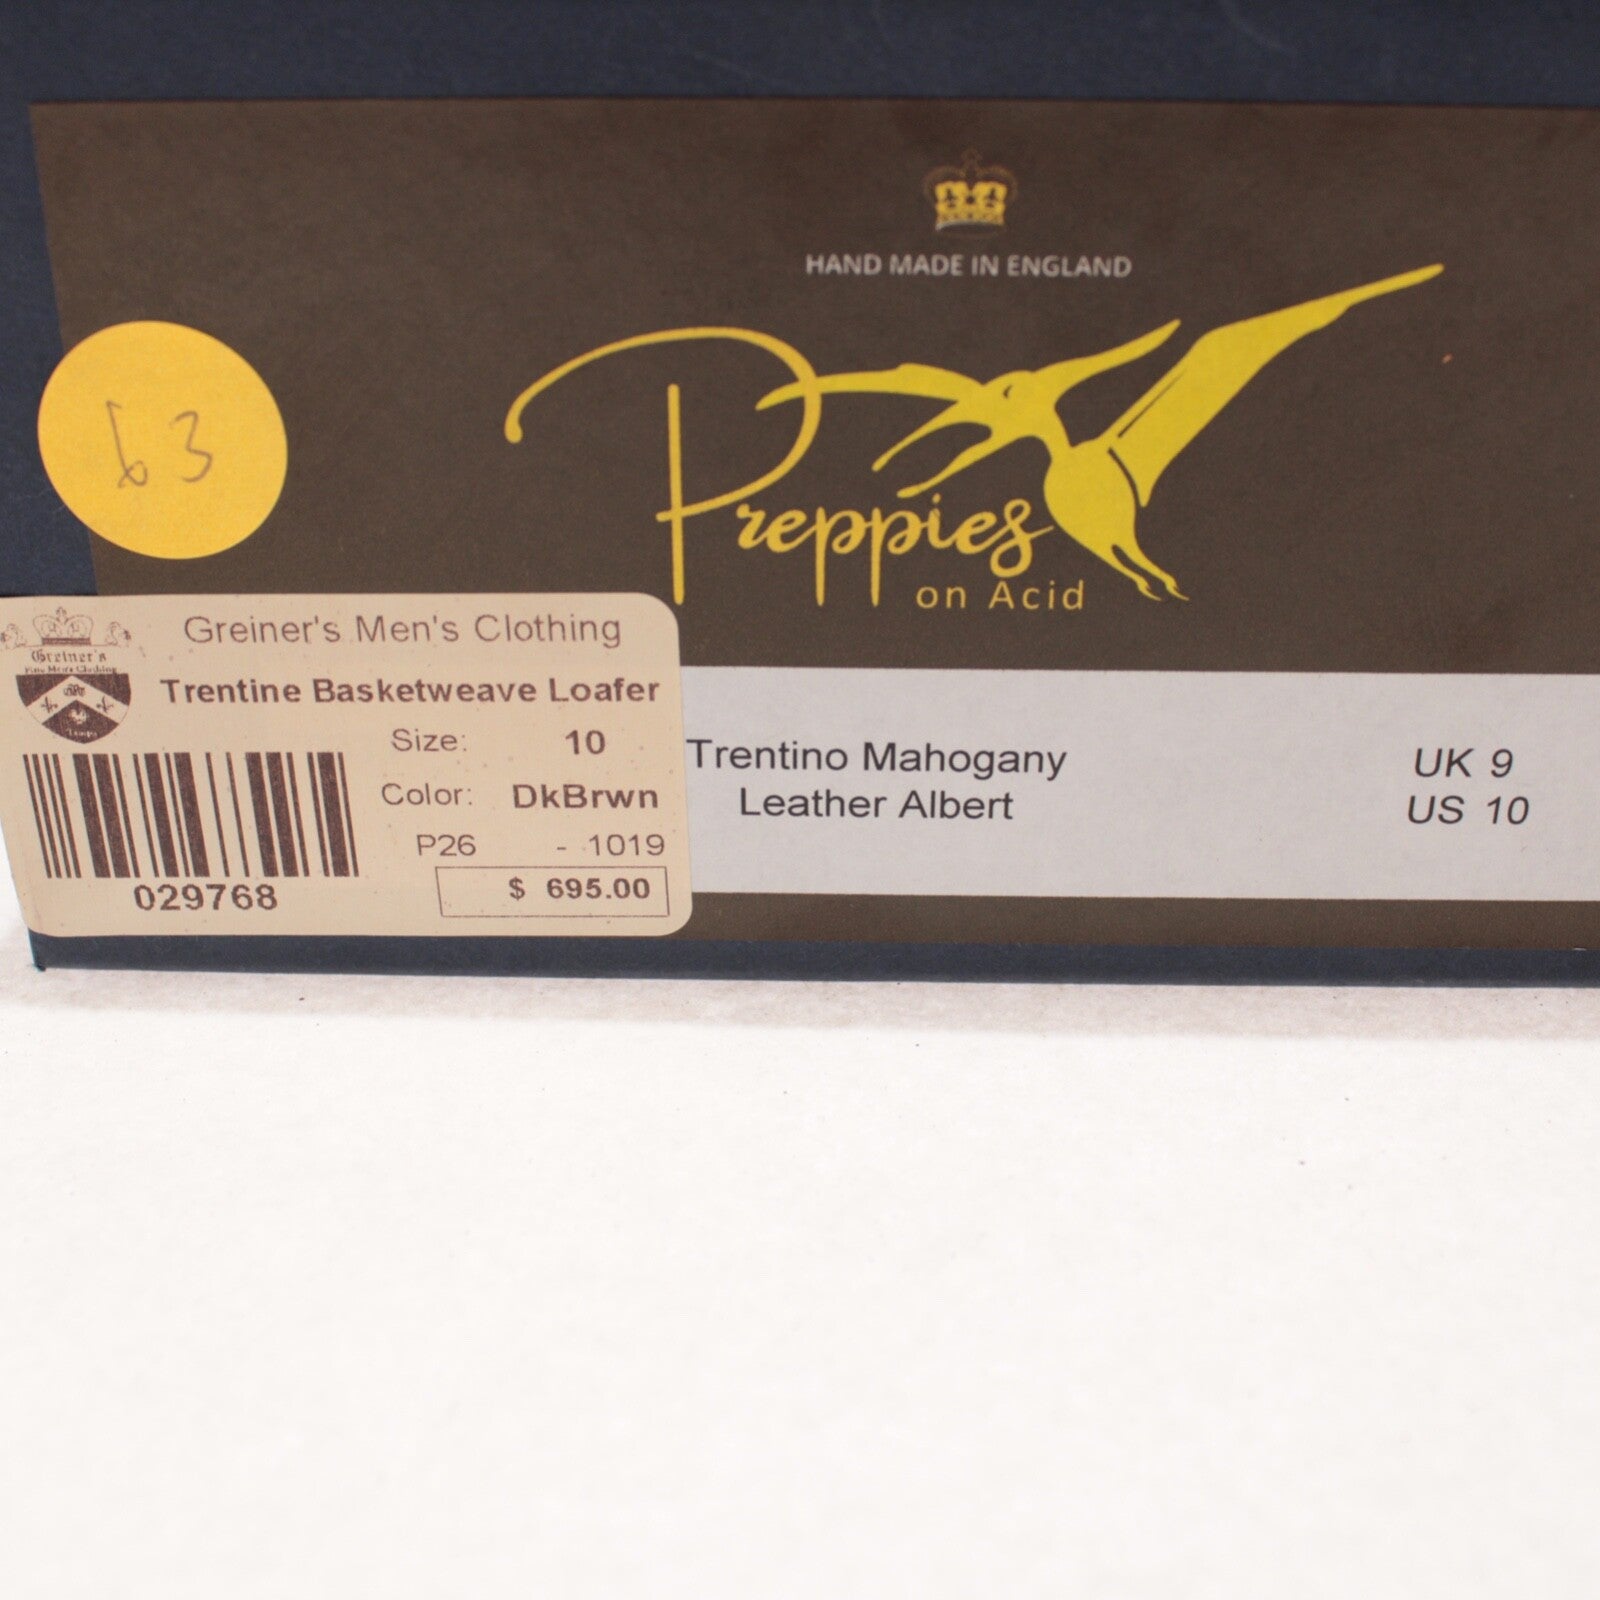 HAND MADE IN ENGLAND
Preppies
on Acid
63
Greiner's Men's Clothing
Greiner's
Trentine Basketweave Loafer
Size: 10
Color: DkBrwn
P26 - 1019
$ 695.00
029768
Trentino Mahogany
Leather Albert
UK 9
US 10